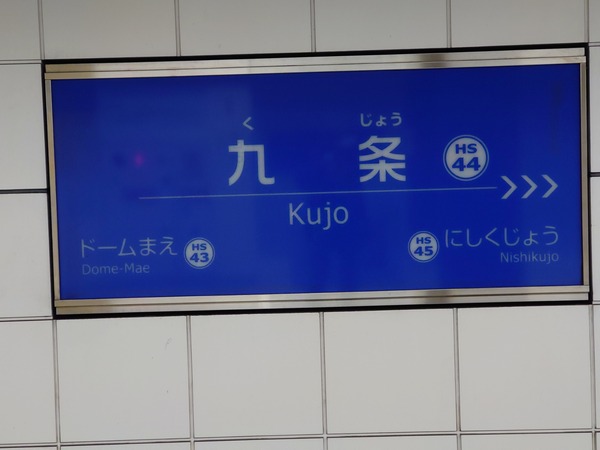 く じょう
九 条 HS 44
Kujo
ドームまえ HS 43 HS 45 にしくじょう
Dome-Mae Nishikujo